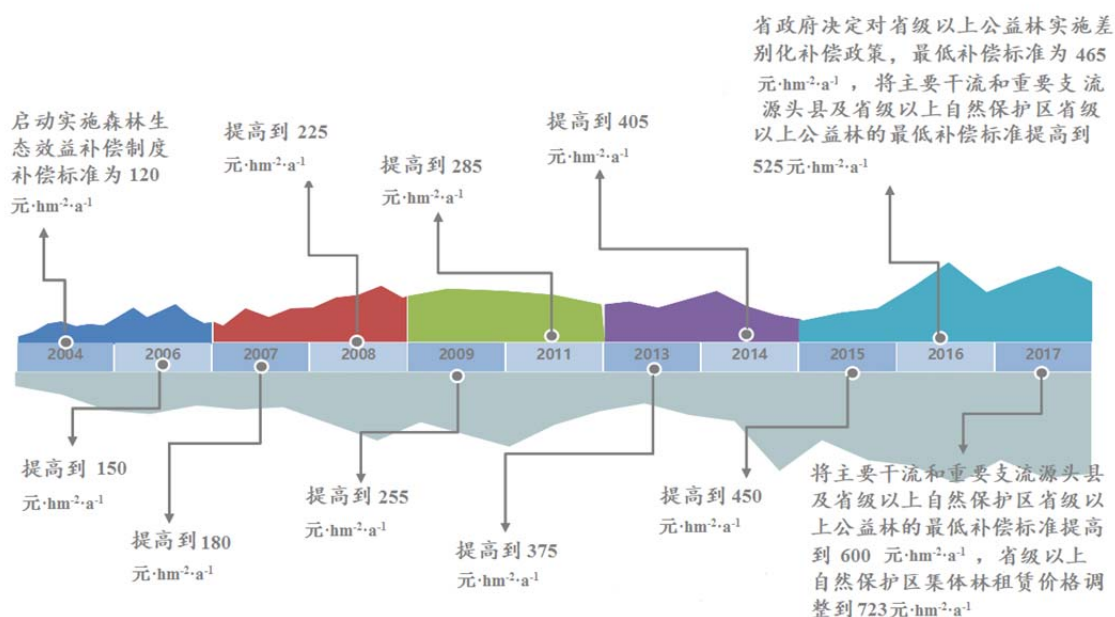 启动实施森林生
态效益补偿制度
补偿标准为 120
元·hm⁻²·a⁻¹
提高到 225
元·hm⁻²·a⁻¹
提高到 285
元·hm⁻²·a⁻¹
提高到 405
元·hm⁻²·a⁻¹
省政府决定对省级以上公益林实施差
别化补偿政策，最低补偿标准为 465
元·hm⁻²·a⁻¹ ，将主要干流和重要支流
源头县及省级以上自然保护区省级
以上公益林的最低补偿标准提高到
525元·hm⁻²·a⁻¹
2004 2006 2007 2008 2009 2011 2013 2014 2015 2016 2017
提高到 150
元·hm⁻²·a⁻¹
提高到 180
元·hm⁻²·a⁻¹
提高到 255
元·hm⁻²·a⁻¹
提高到 375
元·hm⁻²·a⁻¹
提高到 450
元·hm⁻²·a⁻¹
将主要干流和重要支流源头县
及省级以上自然保护区省级以
上公益林的最低补偿标准提高
到 600 元·hm⁻²·a⁻¹ ，省级以上
自然保护区集体林租赁价格调
整到723元·hm⁻²·a⁻¹